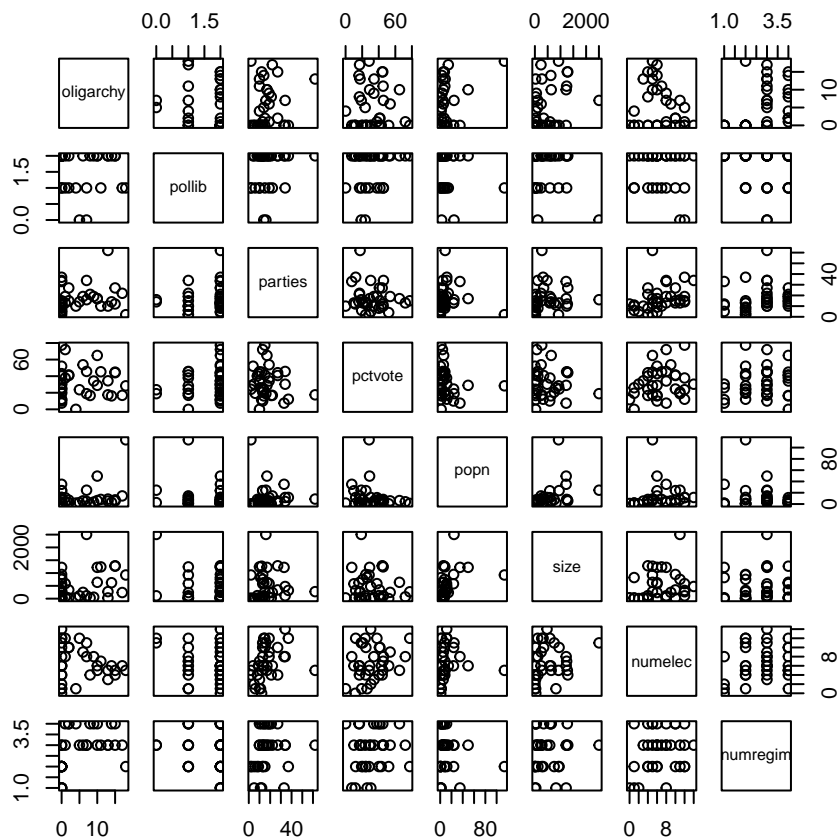 0.0 1.5 0 60 0 2000 1.0 3.5
oligarchy 0 10
0.0 1.5 pollib
parties 0 40
0 60 pctvote
popn 0 80
0 2000 size
numelec 0 8
1.0 3.5 numregim
0 10 0 40 0 80 0 8